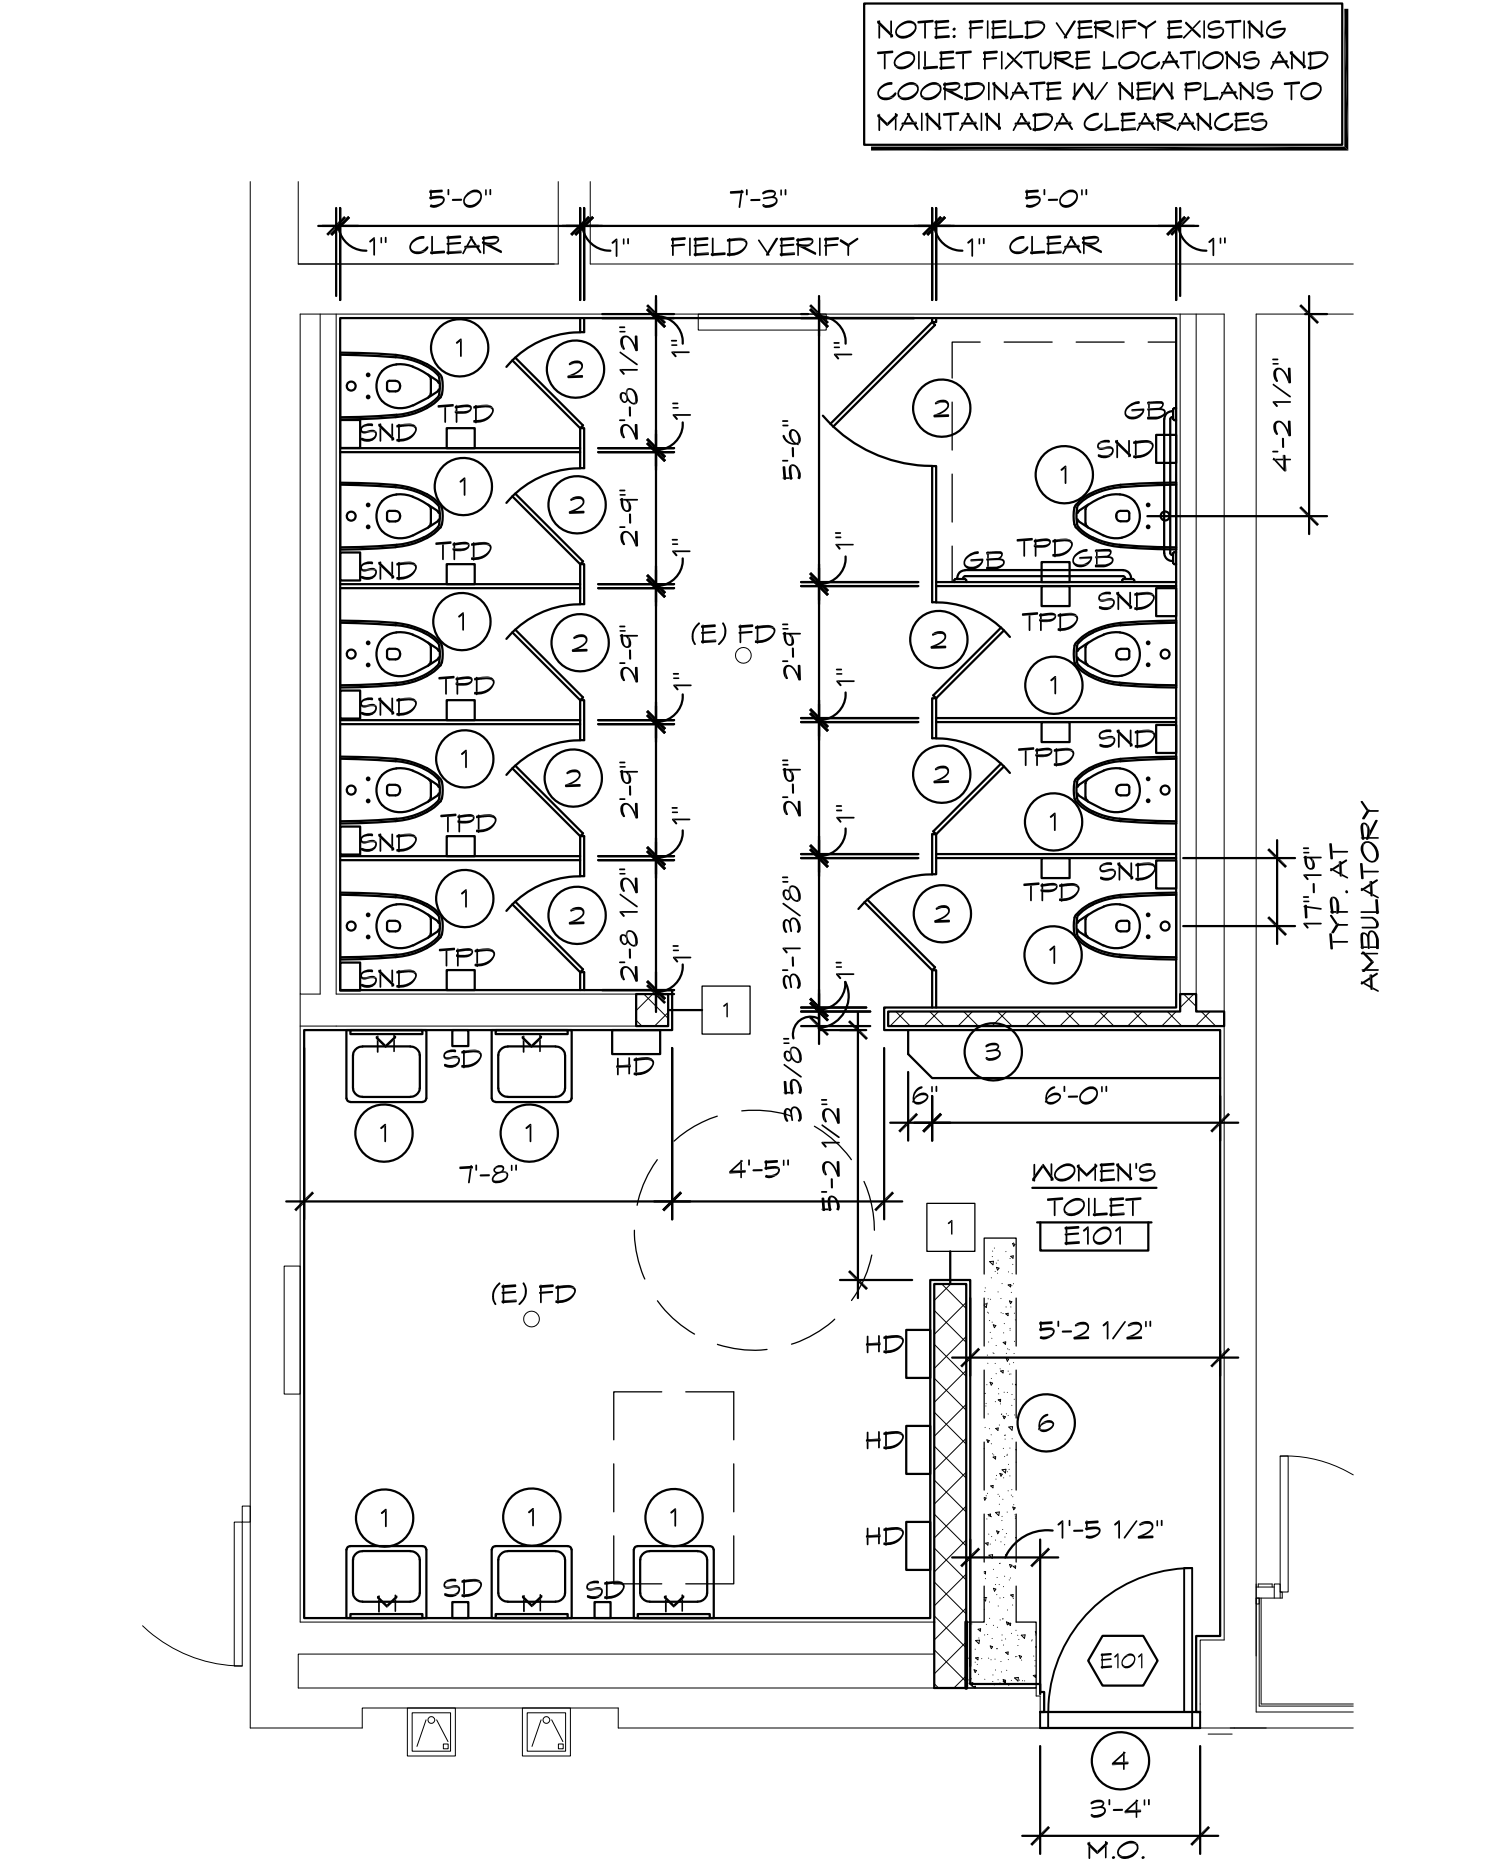 NOTE: FIELD VERIFY EXISTING
TOILET FIXTURE LOCATIONS AND
COORDINATE W/ NEW PLANS TO
MAINTAIN ADA CLEARANCES
5'-0"
7'-3"
5'-0"
1"
CLEAR
1"
FIELD VERIFY
1"
CLEAR
1"
1
2
2'-8 1/2"
1"
1"
2
4'-2 1/2"
TPD
SND
1"
GB
SND
5'-6"
1
1
2
2'-9"
TPD
SND
1"
1"
GB
TPD
GB
SND
1
2
2'-9"
(E) FD
2'-9"
2
TPD
1
TPD
SND
1"
1"
TPD
SND
1
2
2'-9"
2'-9"
2
1
TPD
SND
1"
1"
17"-19"
TYP. AT
AMBULATORY
SND
TPD
1
2
2'-8 1/2"
3'-1 3/8"
2
1
TPD
SND
1"
1"
1
SD
HD
3
3 5/8"
6"
6'-0"
1
1
5'-2 1/2"
7'-8"
4'-5"
WOMEN'S
TOILET
E101
1
(E) FD
HD
5'-2 1/2"
6
HD
1
1
1
HD
1'-5 1/2"
SD
SD
E101
4
3'-4"
M.O.